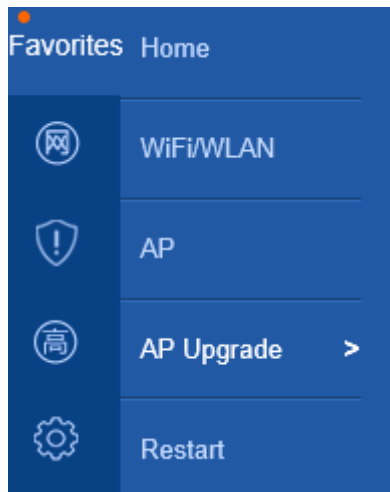 Favorites Home
网 WiFi/WLAN
AP
高 AP Upgrade >
Restart